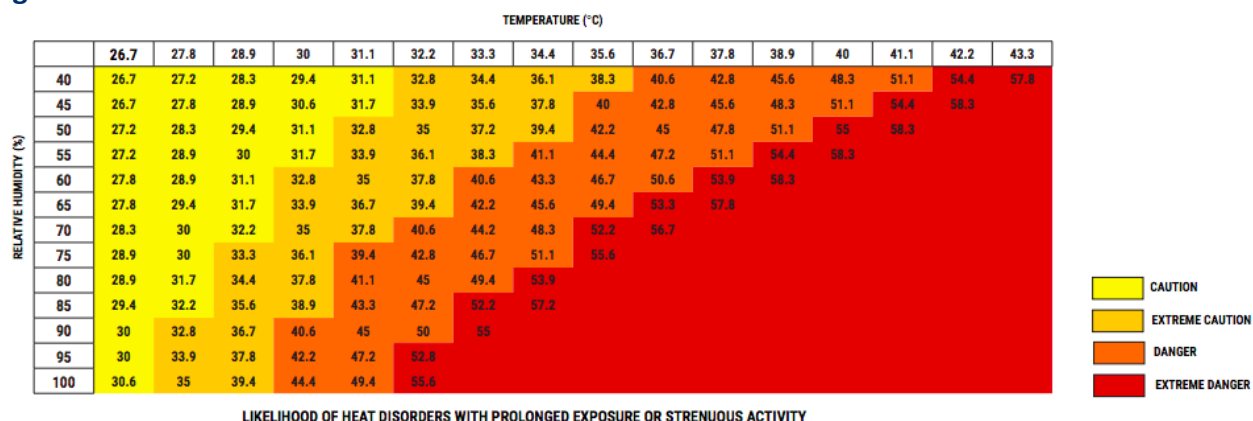 TEMPERATURE (°C)
26.7 27.8 28.9 30 31.1 32.2 33.3 34.4 35.6 36.7 37.8 38.9 40 41.1 42.2 43.3
RELATIVE HUMIDITY (%)
40 26.7 27.2 28.3 29.4 31.1 32.8 34.4 36.1 38.3 40.6 42.8 45.6 48.3 51.1 54.4 57.8
45 26.7 27.8 28.9 30.6 31.7 33.9 35.6 37.8 40 42.8 45.6 48.3 51.1 54.4 58.3
50 27.2 28.3 29.4 31.1 32.8 35 37.2 39.4 42.2 45 47.8 51.1 55 58.3
55 27.2 28.9 30 31.7 33.9 36.1 38.3 41.1 44.4 47.2 51.1 54.4 58.3
60 27.8 28.9 31.1 32.8 35 37.8 40.6 43.3 46.7 50.6 53.9 58.3
65 27.8 29.4 31.7 33.9 36.7 39.4 42.2 45.6 49.4 53.3 57.8
70 28.3 30 32.2 35 37.8 40.6 44.2 48.3 52.2 56.7
75 28.9 30 33.3 36.1 39.4 42.8 46.7 51.1 55.6
80 28.9 31.7 34.4 37.8 41.1 45 49.4 53.9
85 29.4 32.2 35.6 38.9 43.3 47.2 52.2 57.2
90 30 32.8 36.7 40.6 45 50 55
95 30 33.9 37.8 42.2 47.2 52.8
100 30.6 35 39.4 44.4 49.4 55.6
CAUTION
EXTREME CAUTION
DANGER
EXTREME DANGER
LIKELIHOOD OF HEAT DISORDERS WITH PROLONGED EXPOSURE OR STRENUOUS ACTIVITY